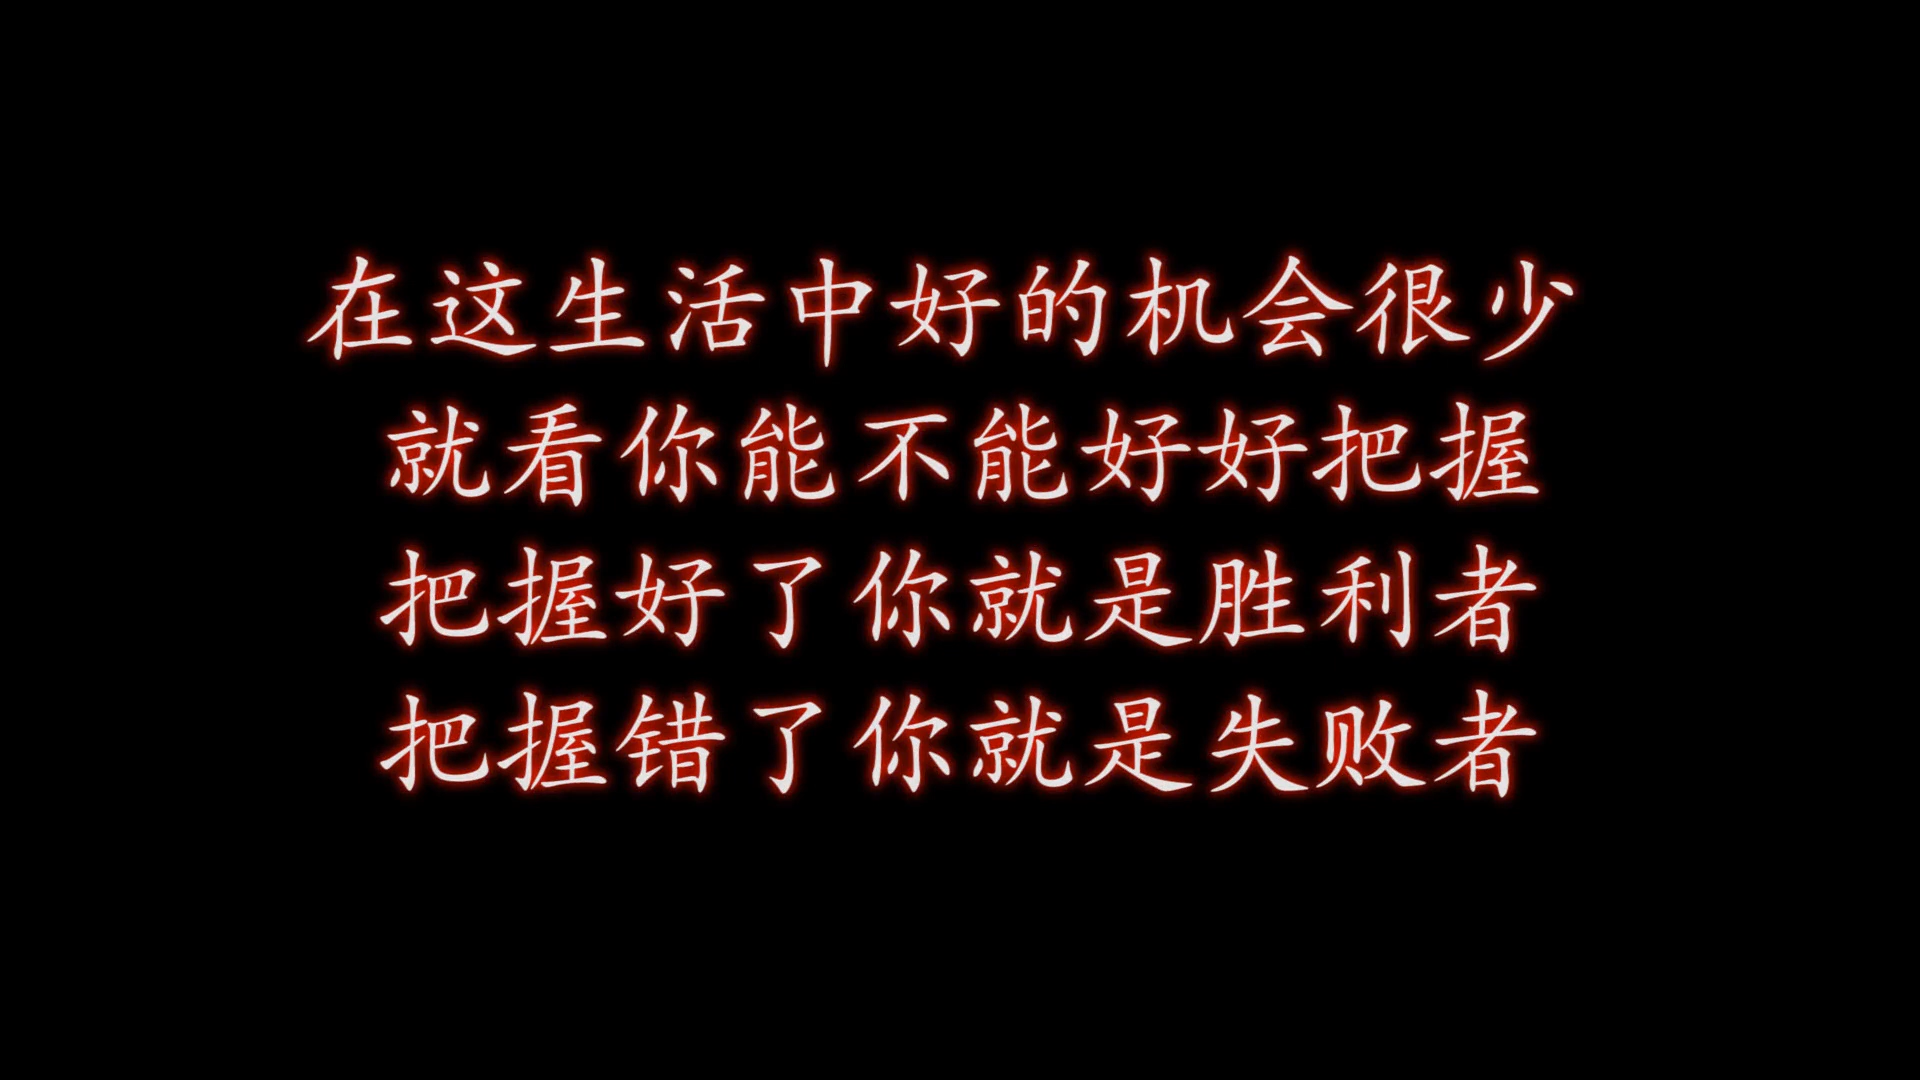 在这生活中好的机会很少
就看你能不能好好把握
把握好了你就是胜利者
把握错了你就是失败者